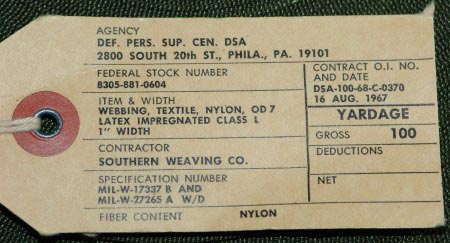 AGENCY
DEF. PERS. SUP. CEN. DSA
2800 SOUTH 20th ST., PHILA., PA. 19101
FEDERAL STOCK NUMBER
8305-881-0604
ITEM & WIDTH
WEBBING, TEXTILE, NYLON, OD 7
LATEX IMPREGNATED CLASS L
1" WIDTH
CONTRACTOR
SOUTHERN WEAVING CO.
SPECIFICATION NUMBER
MIL-W-17337 B AND
MIL-W-27265 A W/D
FIBER CONTENT NYLON
CONTRACT O.I. NO.
AND DATE
DSA-100-68-C-0370
16 AUG. 1967
YARDAGE
GROSS 100
DEDUCTIONS
NET